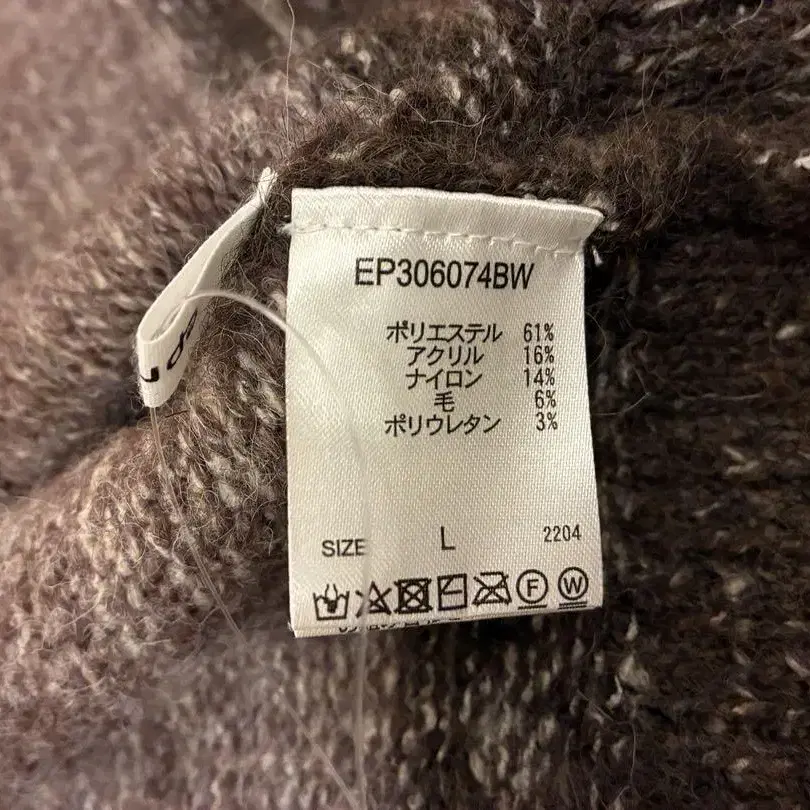 EP306074BW
ポリエステル 61%
アクリル 16%
ナイロン 14%
毛 6%
ポリウレタン 3%
SIZE L 2204
F W